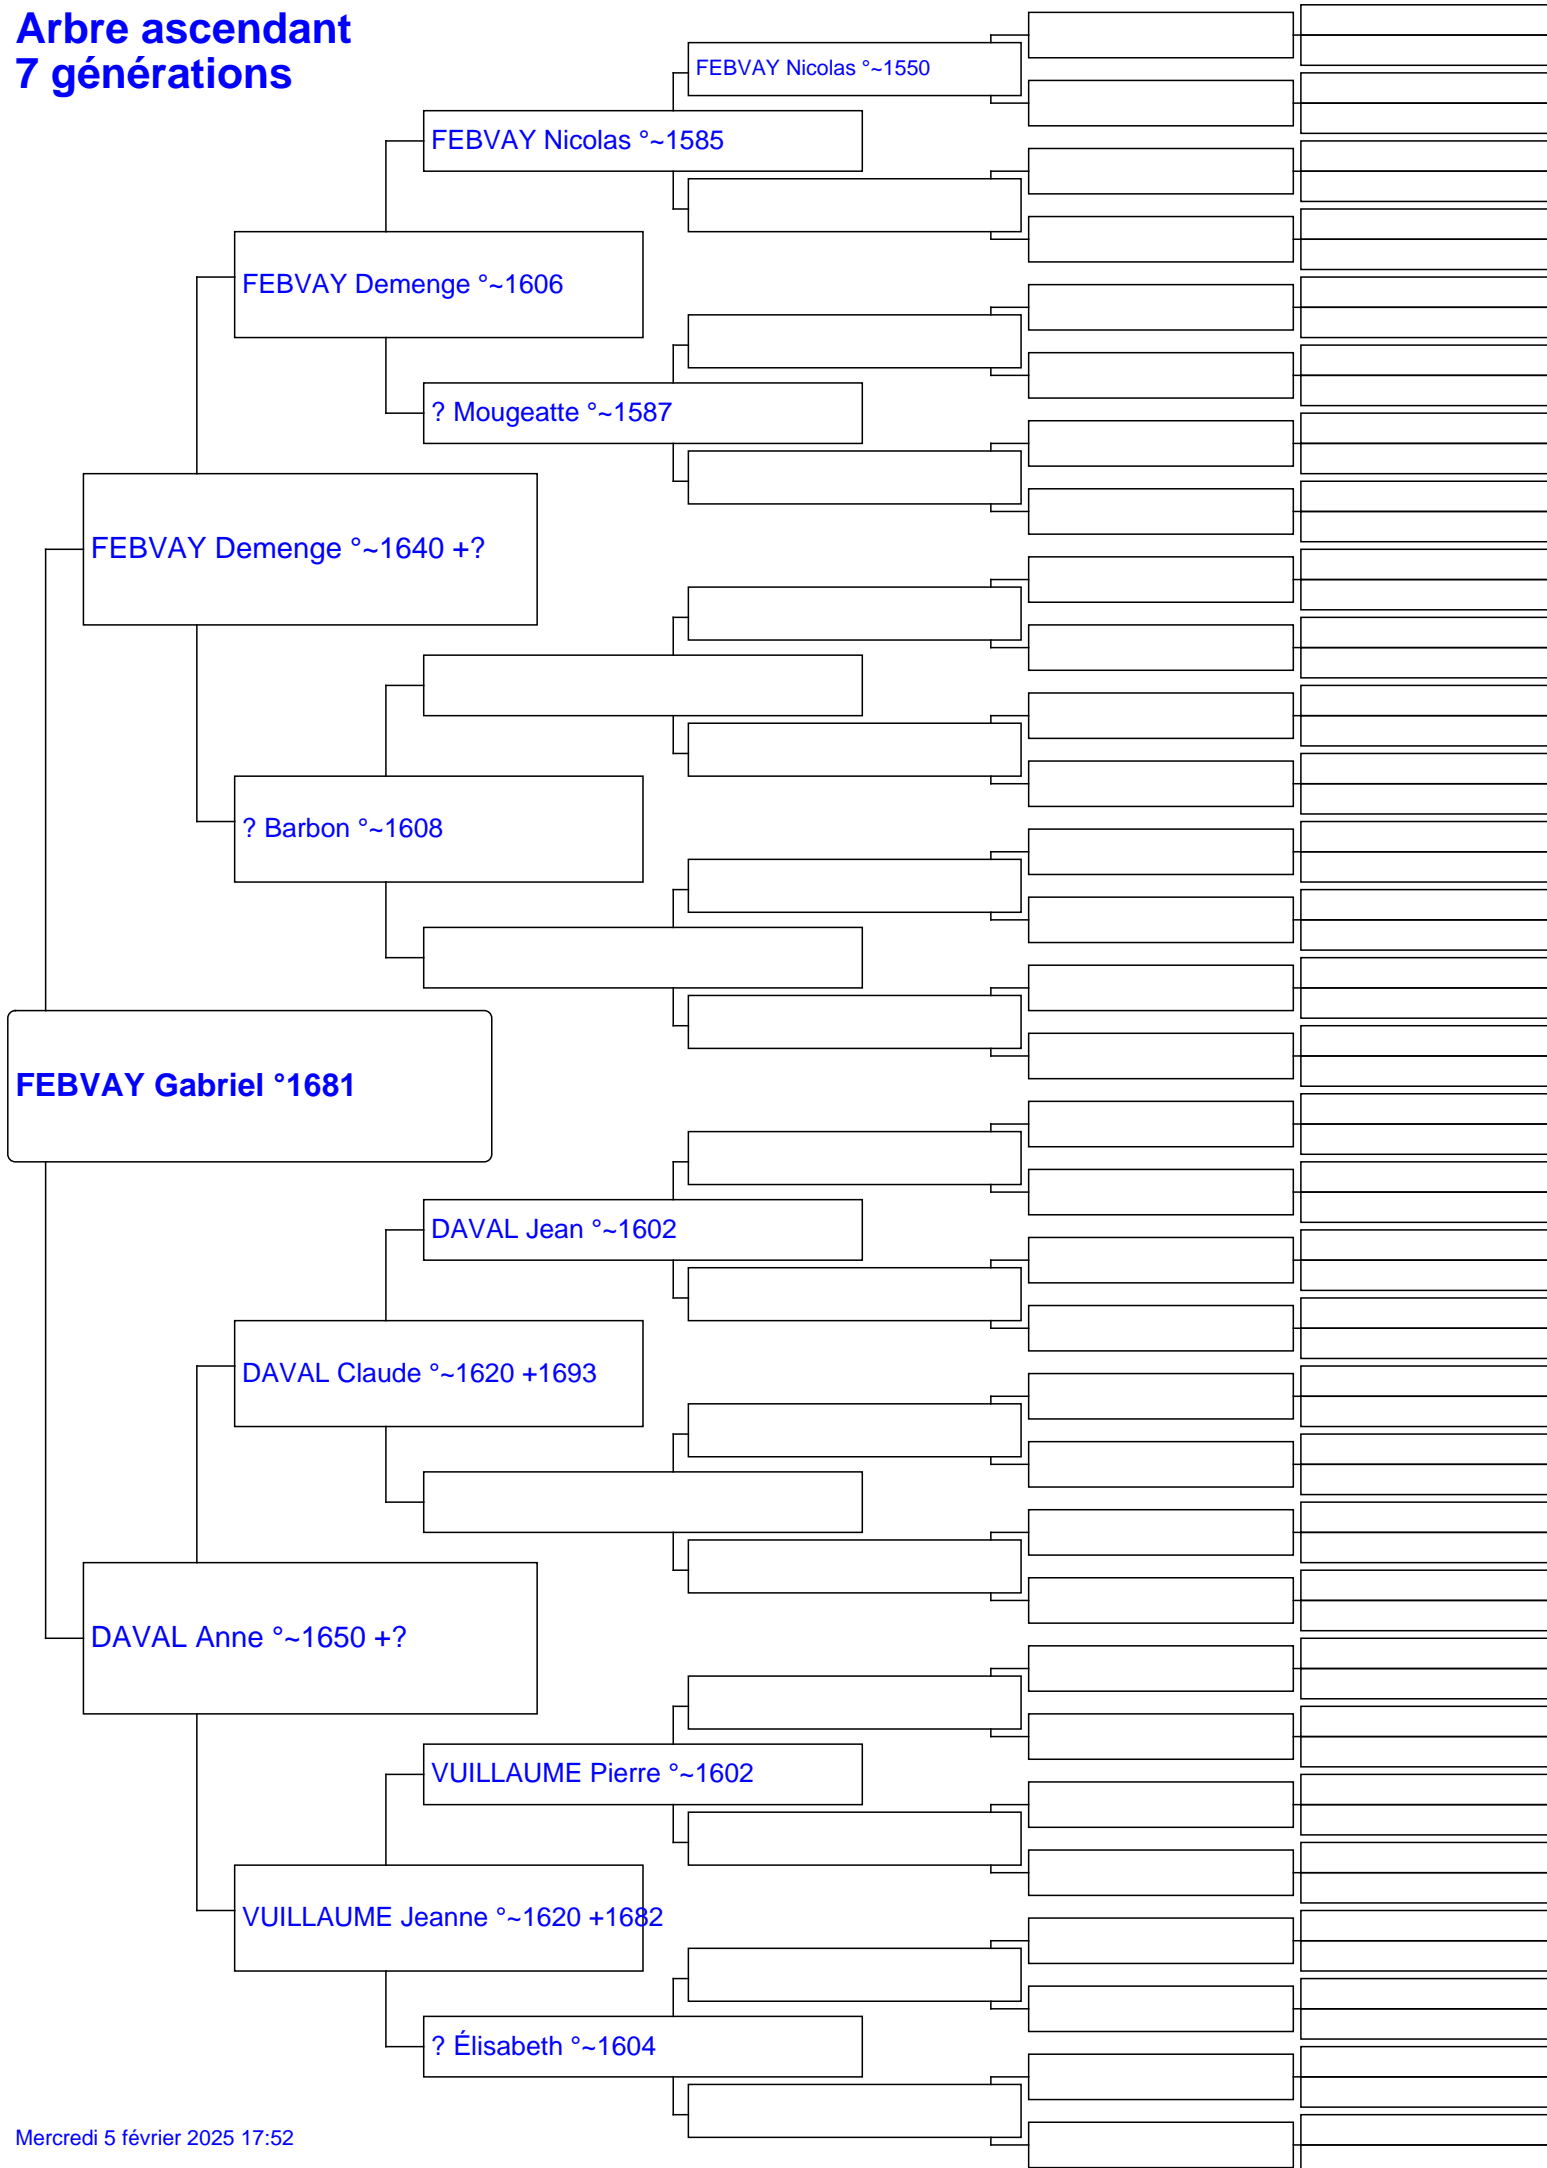 Arbre ascendant
7 générations
FEBVAY Nicolas °~1550
FEBVAY Nicolas °~1585
FEBVAY Demenge °~1606
? Mougeatte °~1587
FEBVAY Demenge °~1640 +?
? Barbon °~1608
FEBVAY Gabriel °1681
DAVAL Jean °~1602
DAVAL Claude °~1620 +1693
DAVAL Anne °~1650 +?
VUILLAUME Pierre °~1602
VUILLAUME Jeanne °~1620 +1682
? Élisabeth °~1604
Mercredi 5 février 2025 17:52